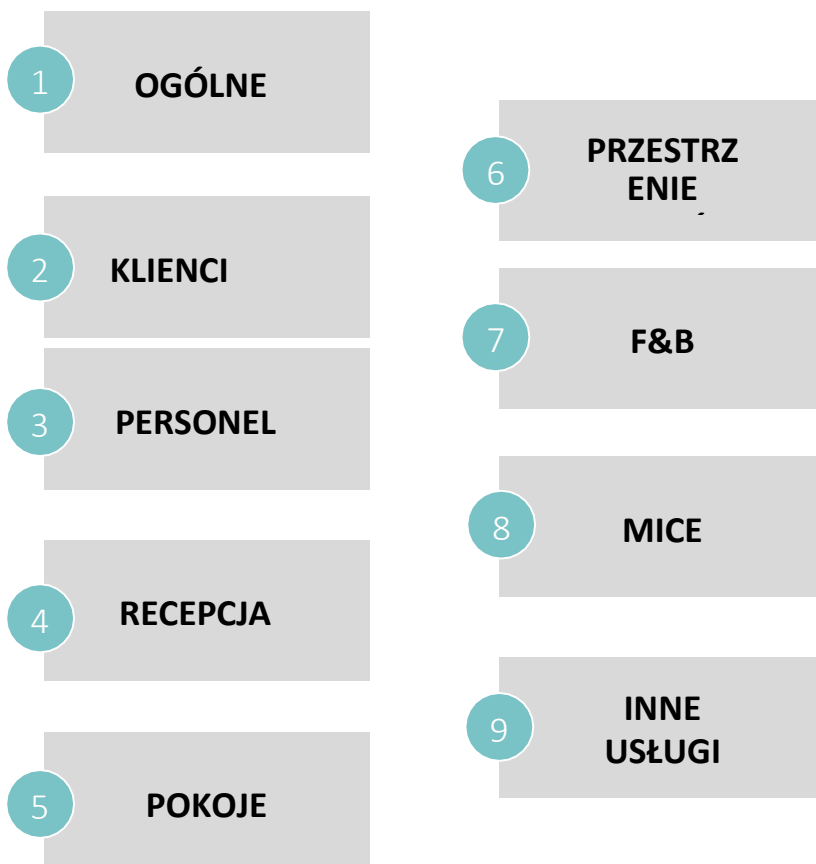 1
OGÓLNE
2
KLIENCI
3
PERSONEL
4
RECEPCJA
5
POKOJE
6
PRZESTRZ
ENIE
7
F&B
8
MICE
9
INNE
USŁUGI